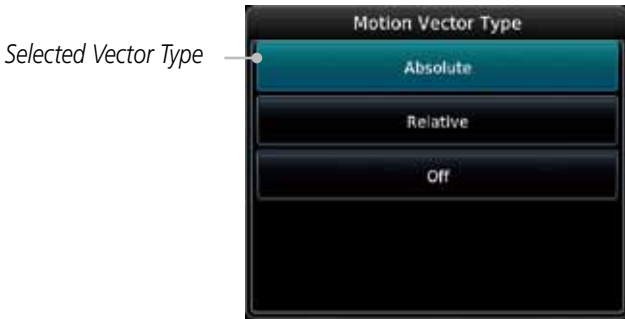 Motion Vector Type
Selected Vector Type
Absolute
Relative
Off